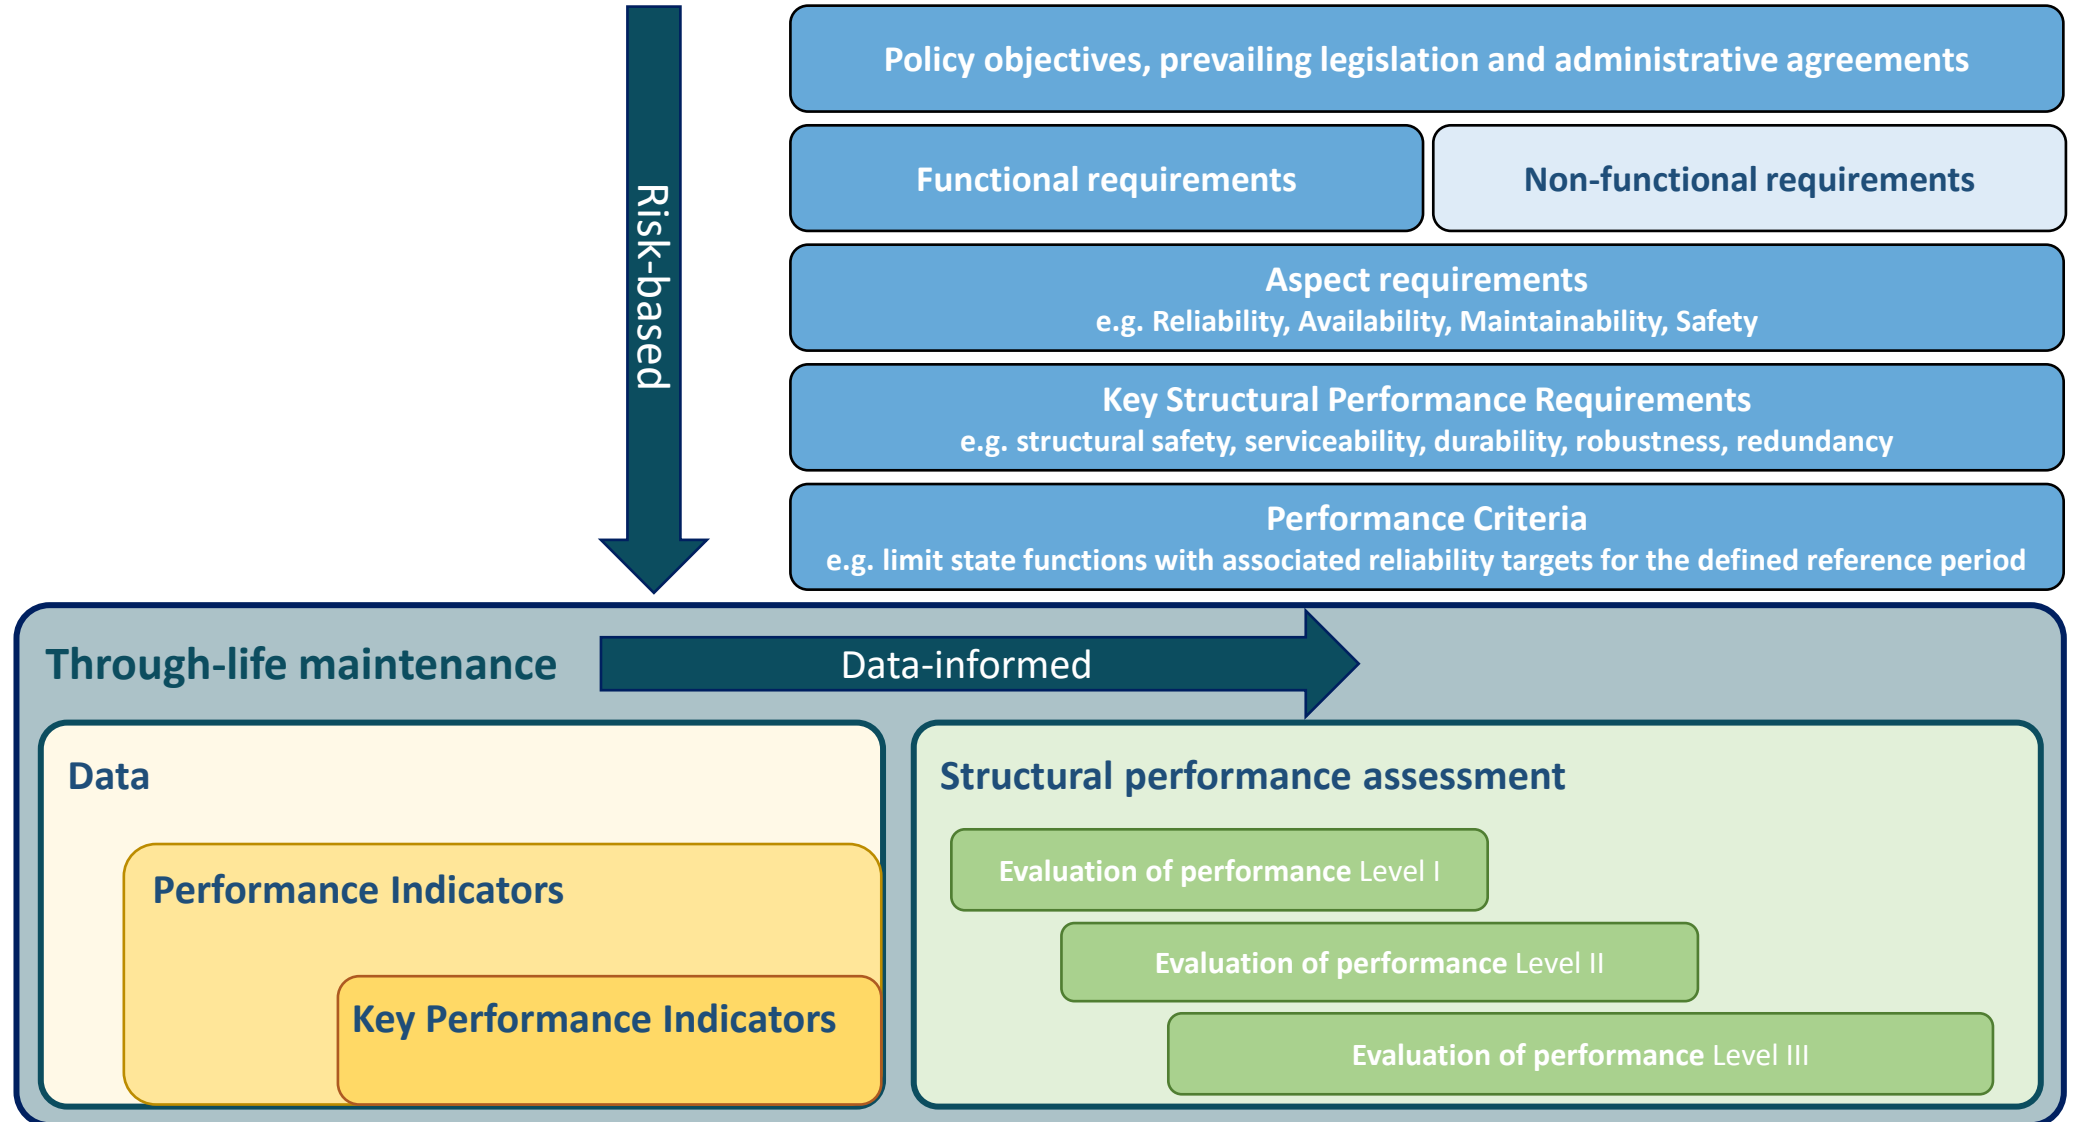 Policy objectives, prevailing legislation and administrative agreements
Functional requirements
Non-functional requirements
Risk-based
Aspect requirements
e.g. Reliability, Availability, Maintainability, Safety
Key Structural Performance Requirements
e.g. structural safety, serviceability, durability, robustness, redundancy
Performance Criteria
e.g. limit state functions with associated reliability targets for the defined reference period
Through-life maintenance
Data-informed
Data
Performance Indicators
Key Performance Indicators
Structural performance assessment
Evaluation of performance Level I
Evaluation of performance Level II
Evaluation of performance Level III